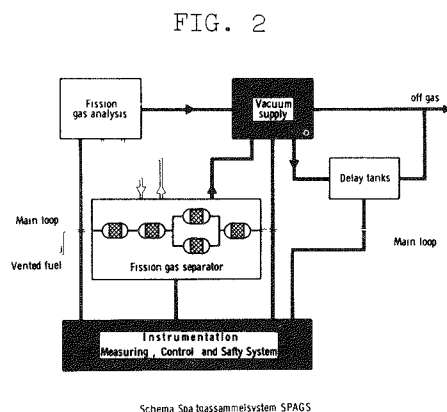 FIG. 2
off gas
Fission
gas analysis
Vacuum
supply
Delay tanks
Main loop
Vented fuel
Fission gas separator
Main loop
Instrumentation
Measuring , Control and Safty System
Schema Spa tgassammelsystem SPAGS